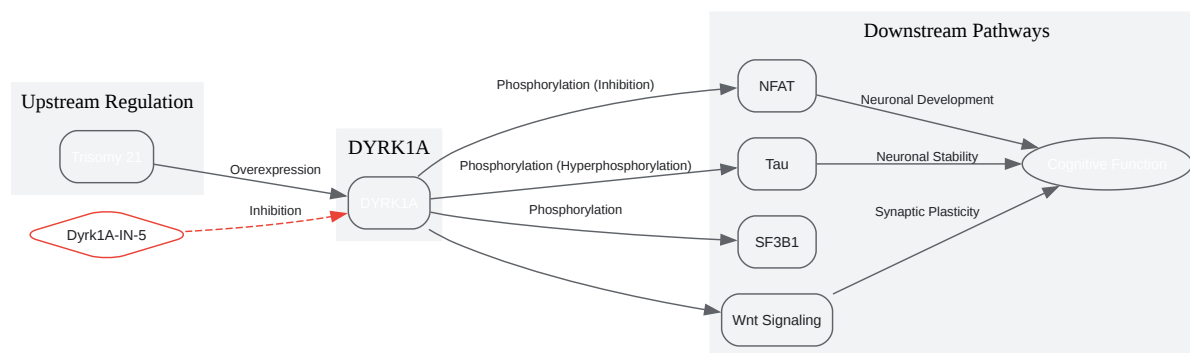 Downstream Pathways
Upstream Regulation
DYRK1A
Trisomy 21
Overexpression
Dyrk1A-IN-5
Inhibition
DYRK1A
Phosphorylation (Inhibition)
Phosphorylation (Hyperphosphorylation)
Phosphorylation
NFAT
Tau
SF3B1
Wnt Signaling
Neuronal Development
Neuronal Stability
Synaptic Plasticity
Cognitive Function